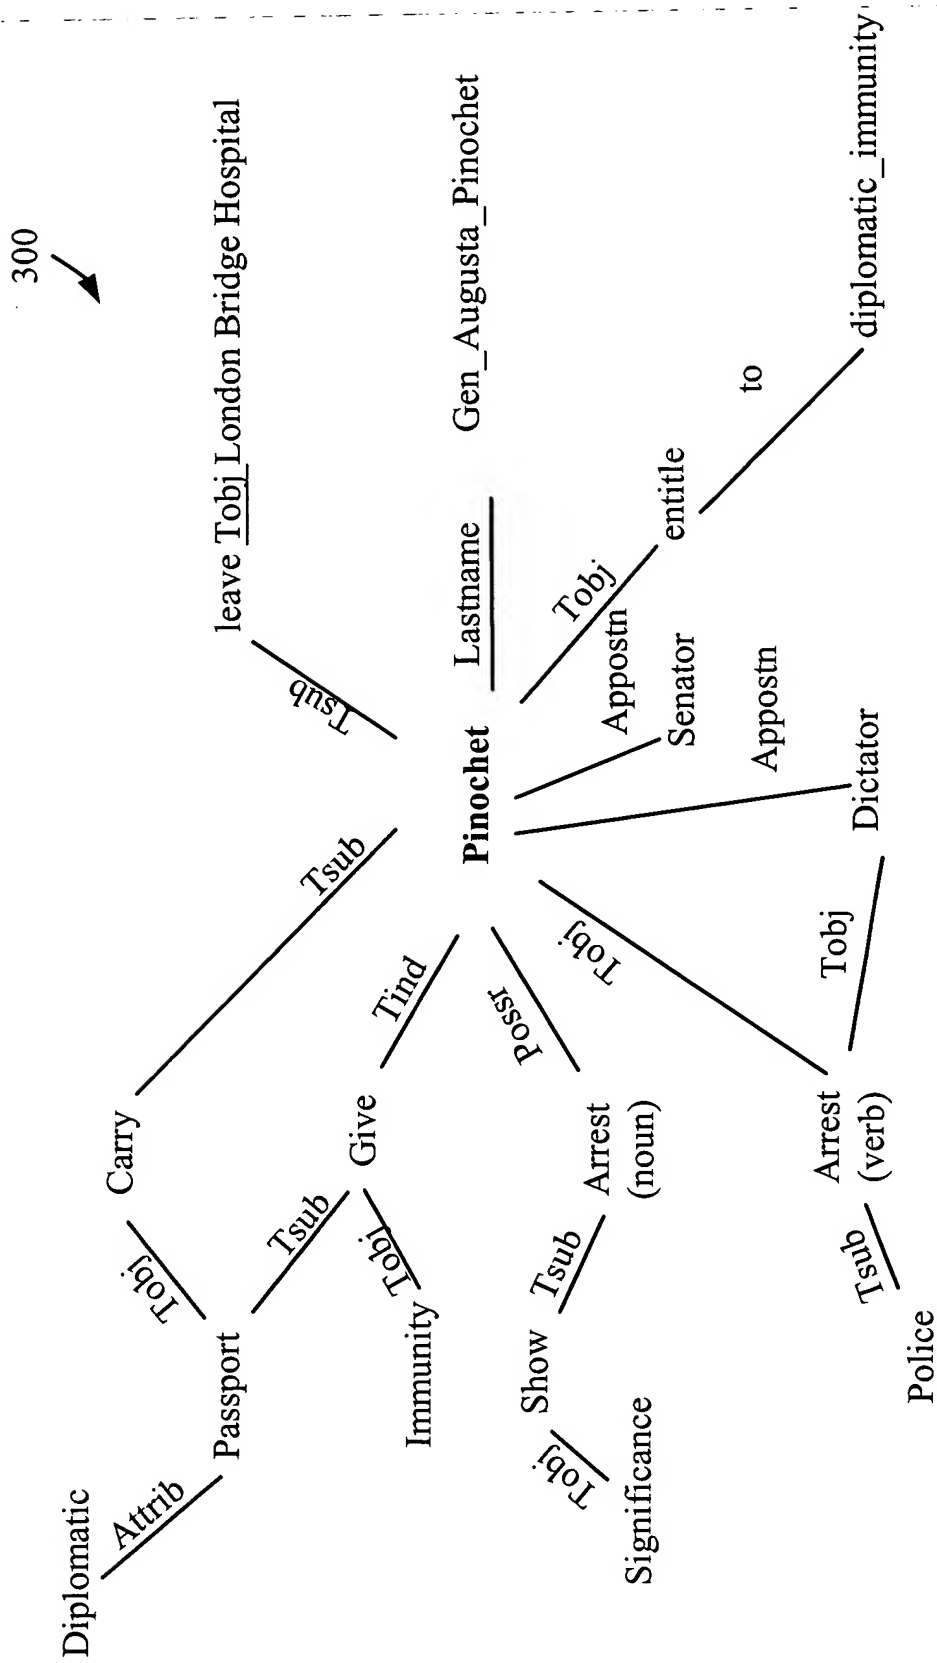 300
Diplomatic
Carry
Attrib
Tobj
leave Tobj London Bridge Hospital
Passport
Tsub
Tsub
Tsub
Give
Tobj
Tind
Immunity
Pinochet
Lastname
Gen_Augusta_Pinochet
Possr
Show
Tsub
Tobj
Arrest
(noun)
Significance
Tobj
Tobj
Appostn
Senator
entitle
to
Appostn
Arrest
(verb)
Tobj
Dictator
diplomatic_immunity
Tsub
Police